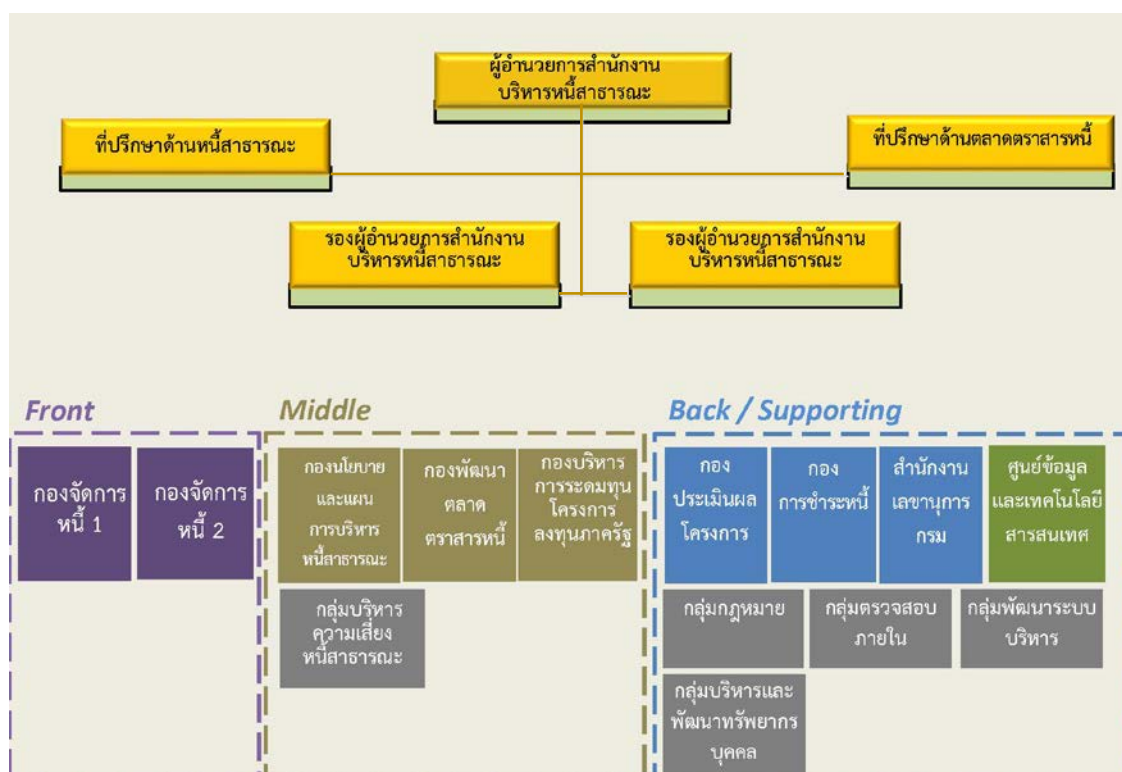 ผู้อำนวยการสำนักงาน
บริหารหนี้สาธารณะ
ที่ปรึกษาด้านหนี้สาธารณะ
ที่ปรึกษาด้านตลาดตราสารหนี้
รองผู้อำนวยการสำนักงาน
บริหารหนี้สาธารณะ
รองผู้อำนวยการสำนักงาน
บริหารหนี้สาธารณะ
Front
กองจัดการ
หนี้ 1
กองจัดการ
หนี้ 2
Middle
กองนโยบาย
และแผน
การบริหาร
หนี้สาธารณะ
กองพัฒนา
ตลาด
ตราสารหนี้
กองบริหาร
การระดมทุน
โครงการ
ลงทุนภาครัฐ
กลุ่มบริหาร
ความเสี่ยง
หนี้สาธารณะ
Back / Supporting
กอง
ประเมินผล
โครงการ
กอง
การชำระหนี้
สำนักงาน
เลขานุการ
กรม
ศูนย์ข้อมูล
และเทคโนโลยี
สารสนเทศ
กลุ่มกฎหมาย
กลุ่มตรวจสอบ
ภายใน
กลุ่มพัฒนาระบบ
บริหาร
กลุ่มบริหารและ
พัฒนาทรัพยากร
บุคคล